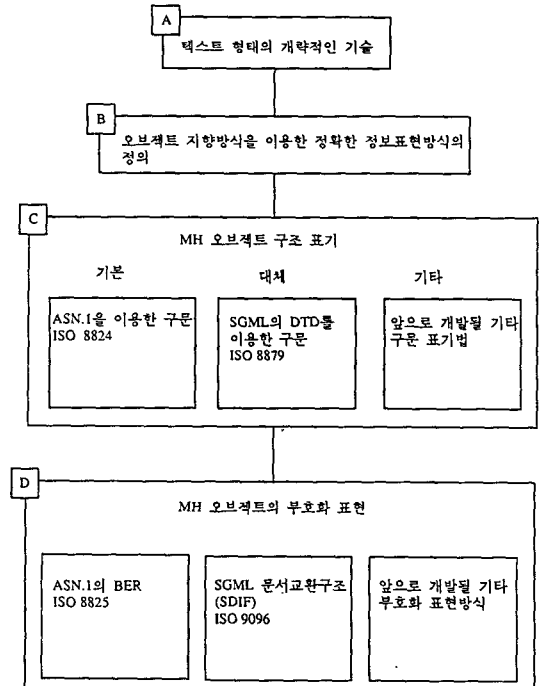 A
텍스트 형태의 개략적인 기술
B
오브젝트 지향방식을 이용한 정확한 정보표현방식의
정의
C
MH 오브젝트 구조 표기
기본
대체
기타
ASN.1을 이용한 구문
ISO 8824
SGML의 DTD를
이용한 구문
ISO 8879
앞으로 개발될 기타
구문 표기법
D
MH 오브젝트의 부호화 표현
ASN.1의 BER
ISO 8825
SGML 문서교환구조
(SDIF)
ISO 9096
앞으로 개발될 기타
부호화 표현방식